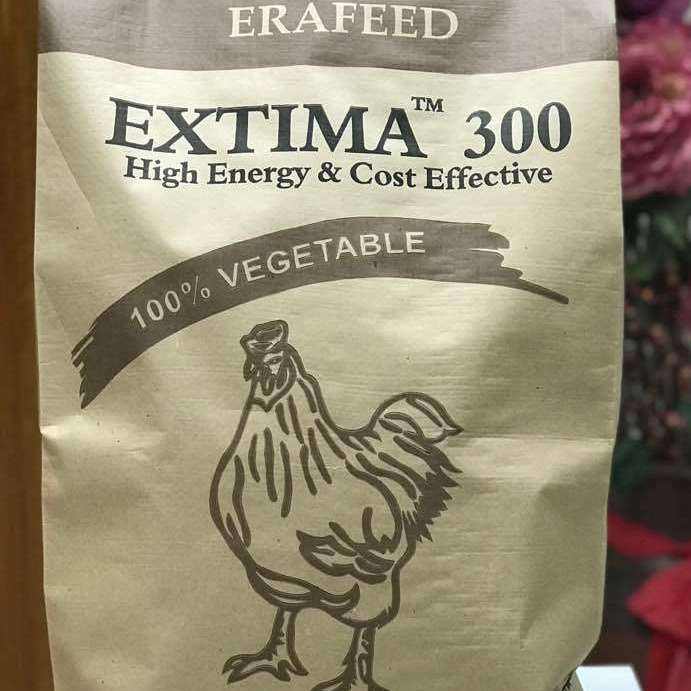 ERAFEED
EXTIMA™ 300
High Energy & Cost Effective
100% VEGETABLE